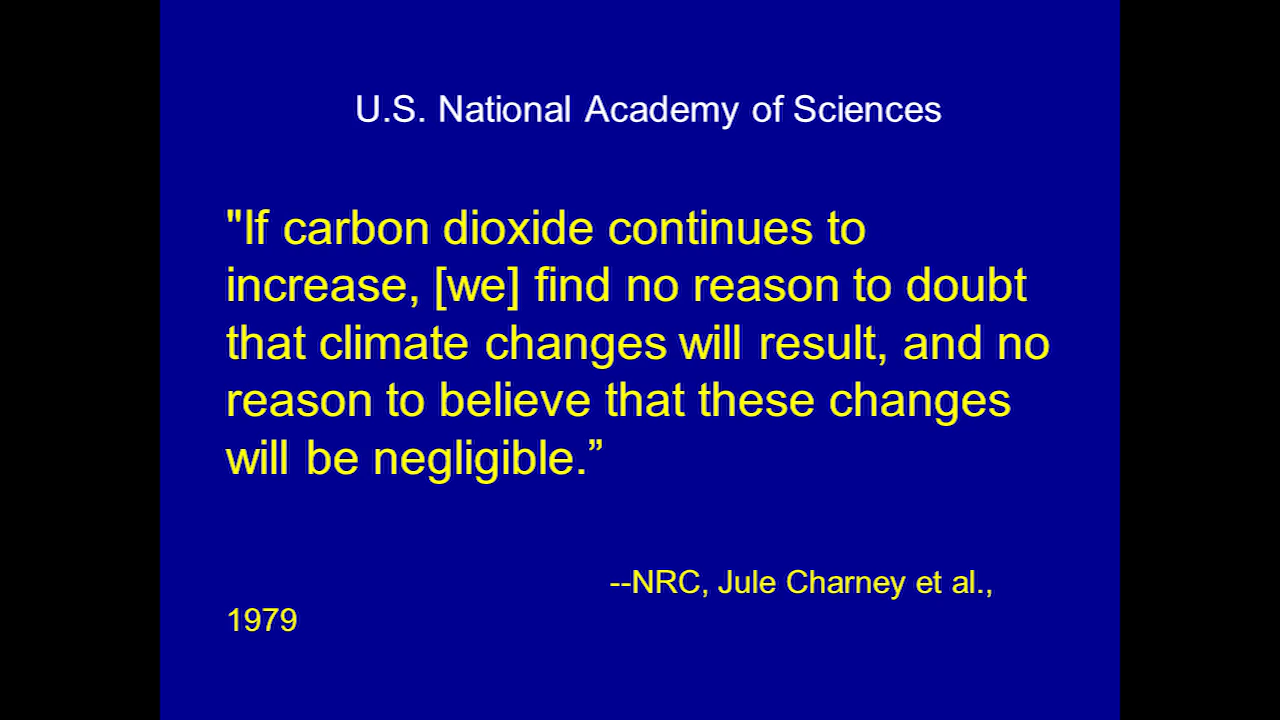 U.S. National Academy of Sciences
"If carbon dioxide continues to
increase, [we] find no reason to doubt
that climate changes will result, and no
reason to believe that these changes
will be negligible.”
--NRC, Jule Charney et al.,
1979